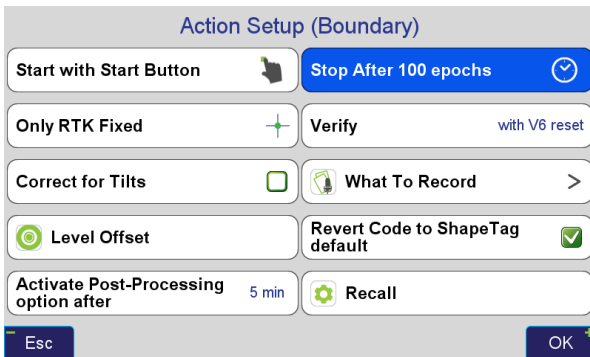 Action Setup (Boundary)
Start with Start Button
Stop After 100 epochs
Only RTK Fixed
Verify with V6 reset
Correct for Tilts
What To Record >
Level Offset
Revert Code to ShapeTag
default
Activate Post-Processing
option after 5 min
Recall
Esc
OK